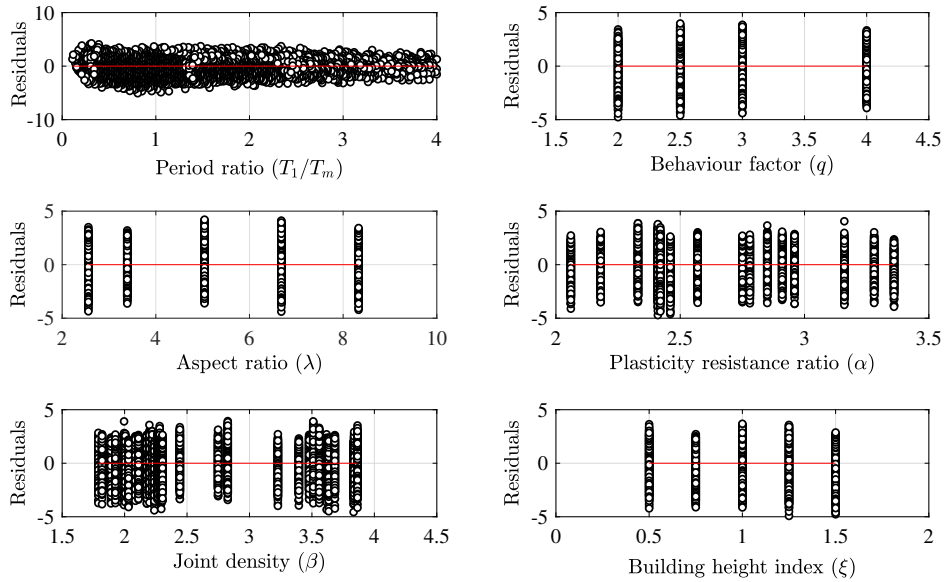 Residuals
10
0
-10
0 1 2 3 4
Period ratio (T₁/Tₘ)
Residuals
5
0
-5
1.5 2 2.5 3 3.5 4 4.5
Behaviour factor (q)
Residuals
5
0
-5
2 4 6 8 10
Aspect ratio (λ)
Residuals
5
0
-5
2 2.5 3 3.5
Plasticity resistance ratio (α)
Residuals
5
0
-5
1.5 2 2.5 3 3.5 4 4.5
Joint density (β)
Residuals
5
0
-5
0 0.5 1 1.5 2
Building height index (ξ)